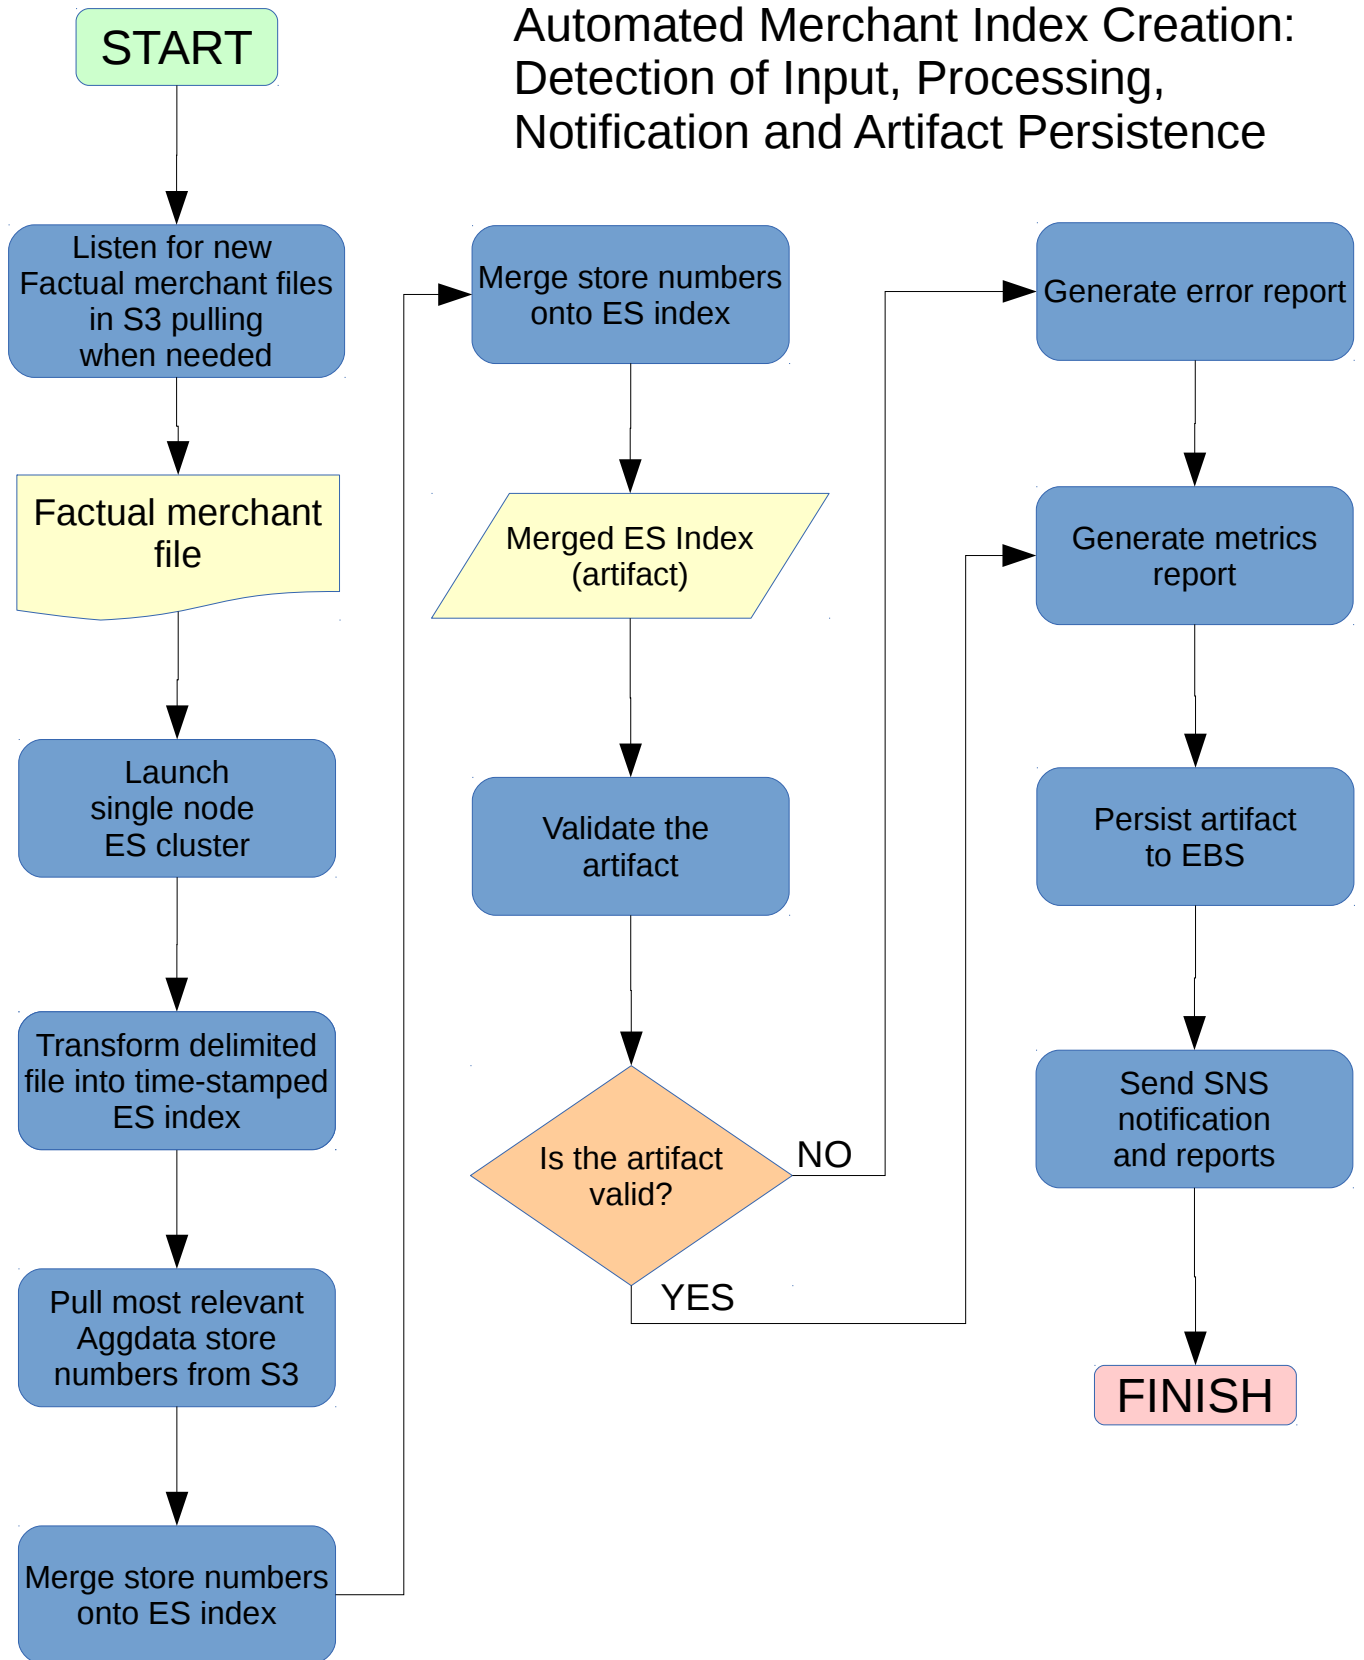 START
Automated Merchant Index Creation:
Detection of Input, Processing,
Notification and Artifact Persistence
Listen for new
Factual merchant files
in S3 pulling
when needed
Factual merchant
file
Launch
single node
ES cluster
Transform delimited
file into time-stamped
ES index
Pull most relevant
Aggdata store
numbers from S3
Merge store numbers
onto ES index
Merge store numbers
onto ES index
Merged ES Index
(artifact)
Validate the
artifact
Is the artifact
valid?
NO
YES
Generate error report
Generate metrics
report
Persist artifact
to EBS
Send SNS
notification
and reports
FINISH